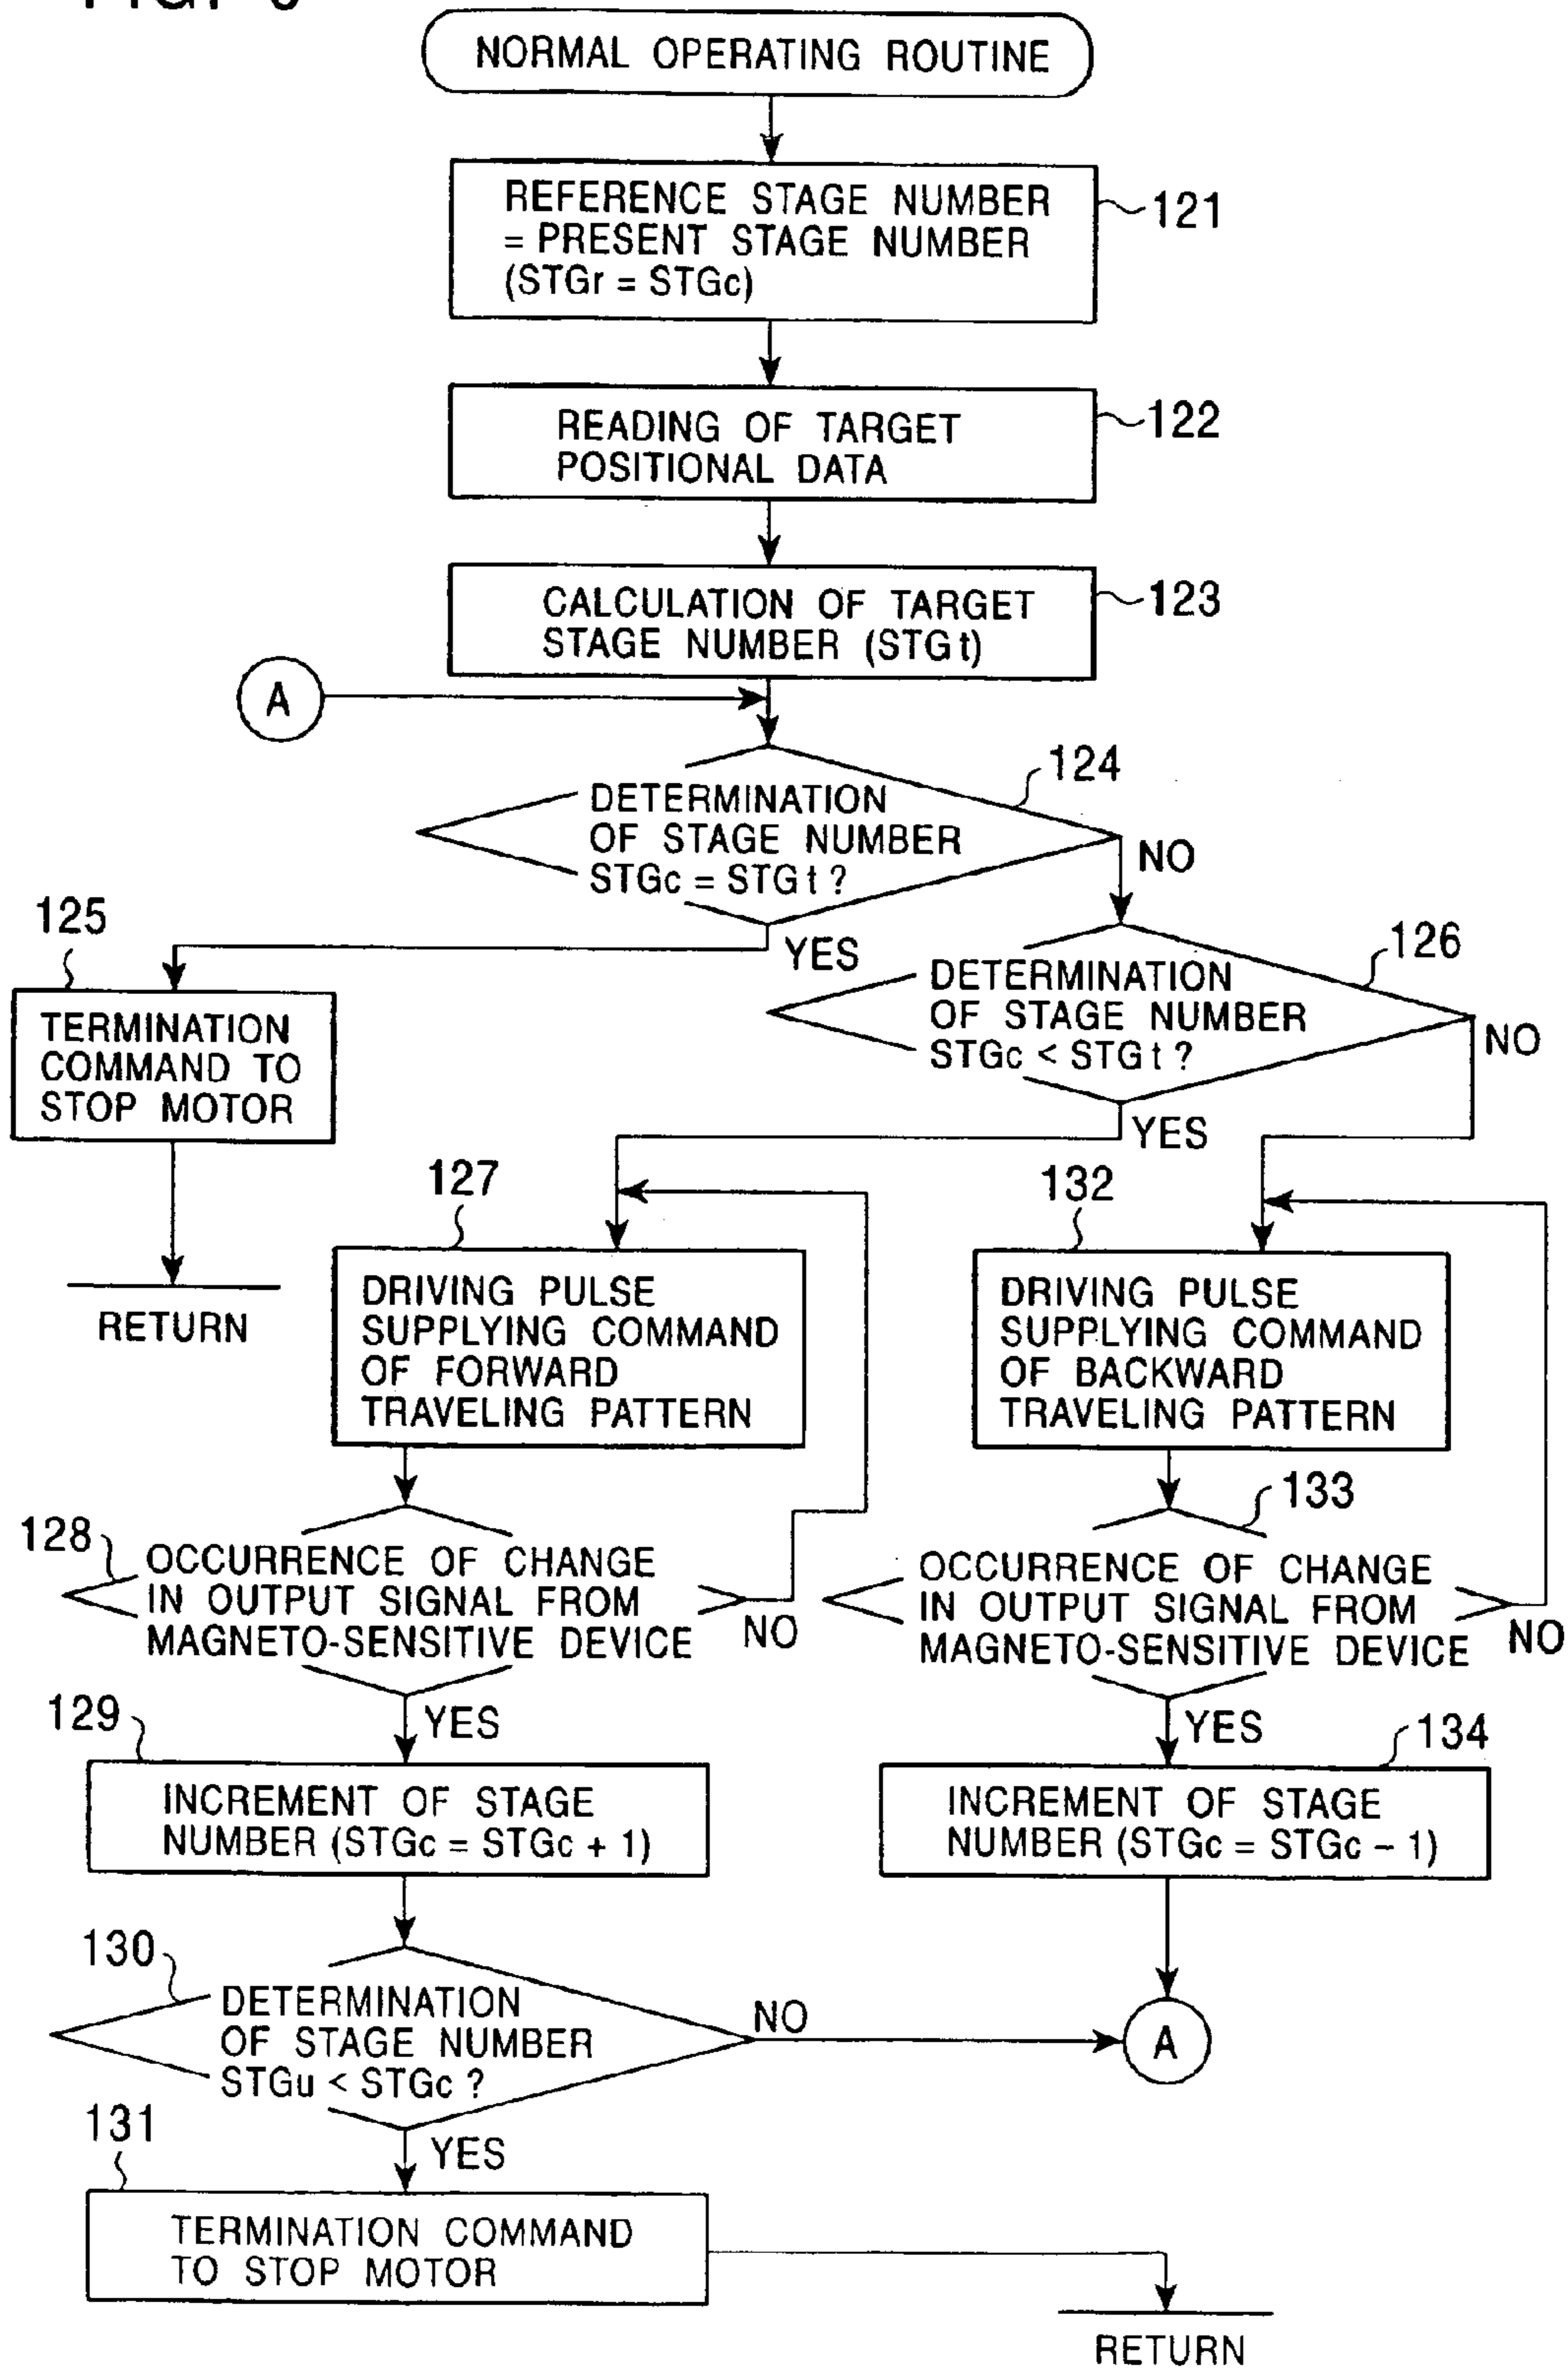 NORMAL OPERATING ROUTINE
REFERENCE STAGE NUMBER
= PRESENT STAGE NUMBER
(STGr = STGc)
121
READING OF TARGET
POSITIONAL DATA
122
CALCULATION OF TARGET
STAGE NUMBER (STGt)
123
A
124
DETERMINATION
OF STAGE NUMBER
STGc = STGt ?
NO
YES
125
TERMINATION
COMMAND TO
STOP MOTOR
RETURN
126
DETERMINATION
OF STAGE NUMBER
STGc < STGt ?
NO
YES
127
DRIVING PULSE
SUPPLYING COMMAND
OF FORWARD
TRAVELING PATTERN
132
DRIVING PULSE
SUPPLYING COMMAND
OF BACKWARD
TRAVELING PATTERN
128
OCCURRENCE OF CHANGE
IN OUTPUT SIGNAL FROM
MAGNETO-SENSITIVE DEVICE
NO
YES
133
OCCURRENCE OF CHANGE
IN OUTPUT SIGNAL FROM
MAGNETO-SENSITIVE DEVICE
NO
YES
129
INCREMENT OF STAGE
NUMBER (STGc = STGc + 1)
134
INCREMENT OF STAGE
NUMBER (STGc = STGc − 1)
130
DETERMINATION
OF STAGE NUMBER
STGu < STGc ?
NO
A
YES
131
TERMINATION COMMAND
TO STOP MOTOR
RETURN